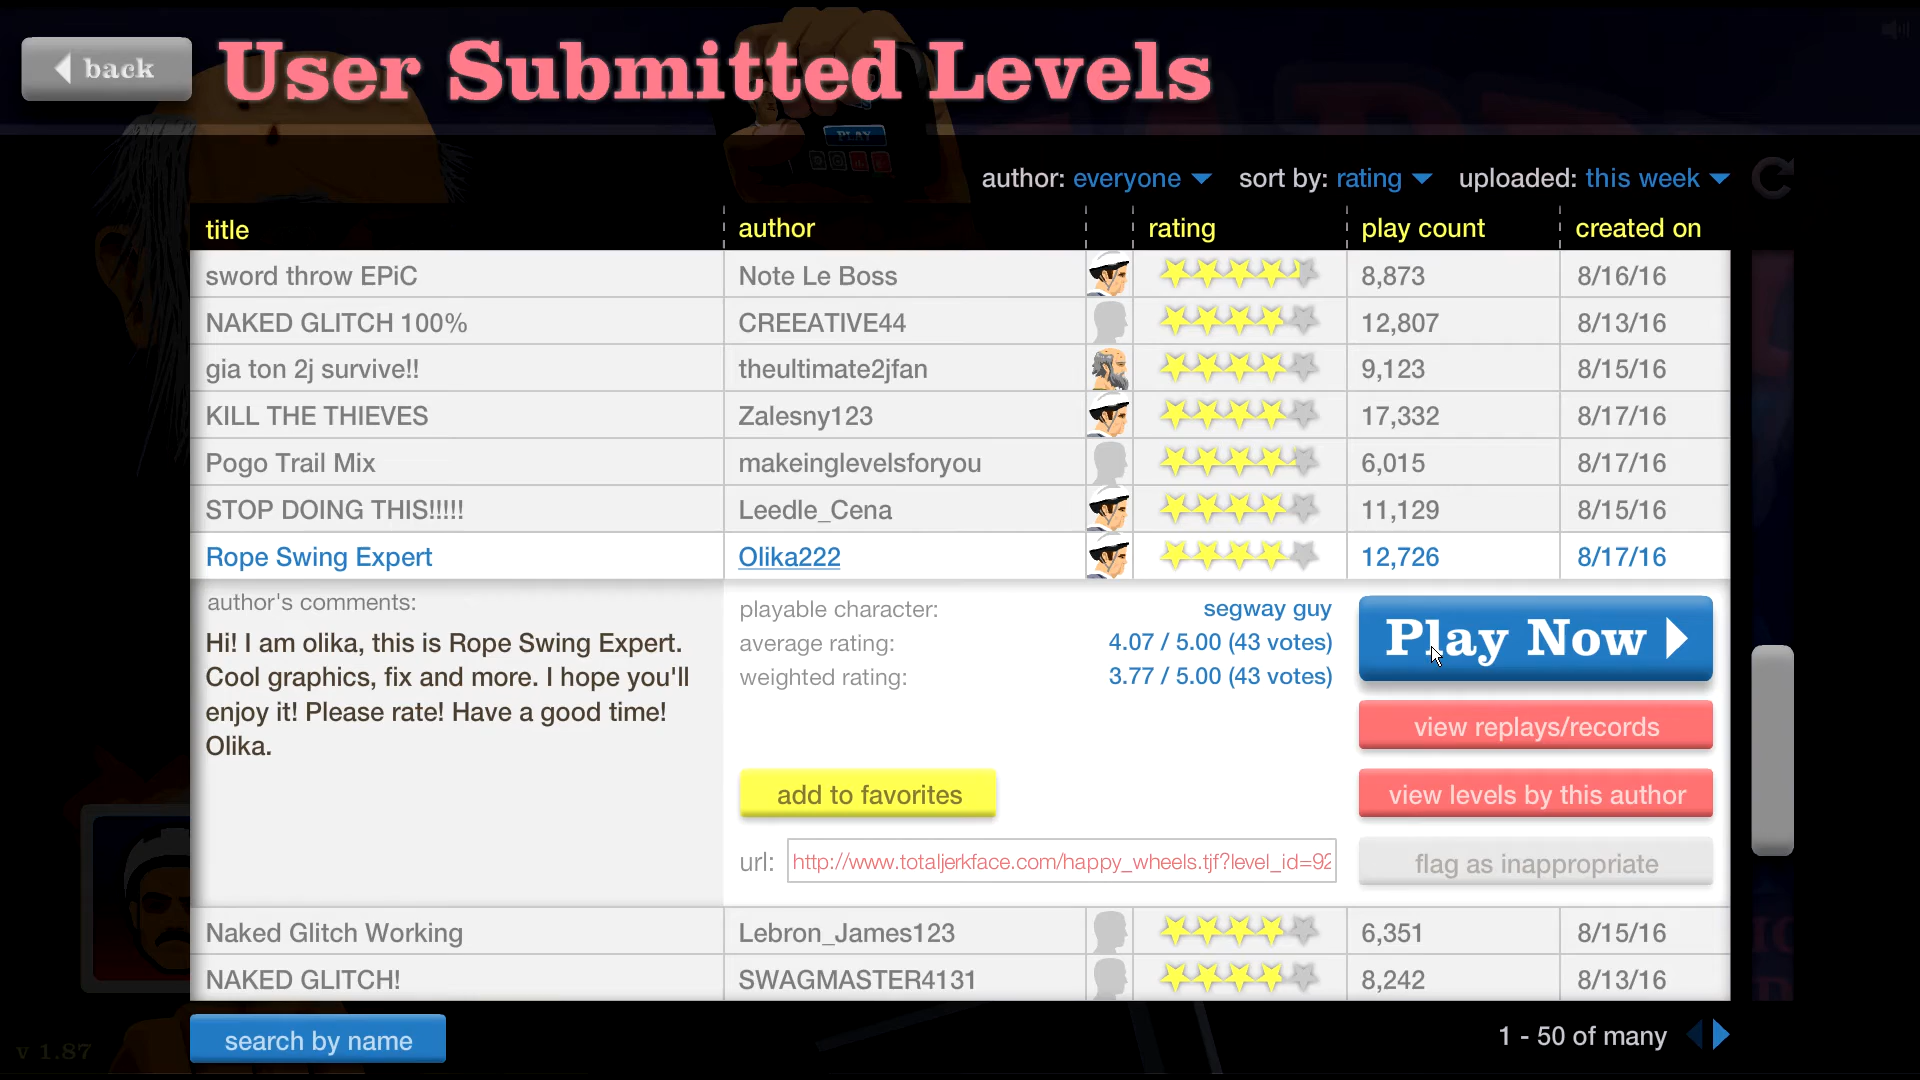 back
User Submitted Levels
PLAY
author: everyone sort by: rating uploaded: this week
title author rating play count created on
sword throw EPiC Note Le Boss 8,873 8/16/16
NAKED GLITCH 100% CREEATIVE44 12,807 8/13/16
gia ton 2j survive!! theultimate2jfan 9,123 8/15/16
KILL THE THIEVES Zalesny123 17,332 8/17/16
Pogo Trail Mix makeinglevelsforyou 6,015 8/17/16
STOP DOING THIS!!!!! Leedle_Cena 11,129 8/15/16
Rope Swing Expert Olika222 12,726 8/17/16
author's comments:
Hi! I am olika, this is Rope Swing Expert.
Cool graphics, fix and more. I hope you'll
enjoy it! Please rate! Have a good time!
Olika.
playable character: segway guy
average rating: 4.07 / 5.00 (43 votes)
weighted rating: 3.77 / 5.00 (43 votes)
add to favorites
url: http://www.totaljerkface.com/happy_wheels.tjf?level_id=92
Play Now
view replays/records
view levels by this author
flag as inappropriate
Naked Glitch Working Lebron_James123 6,351 8/15/16
NAKED GLITCH! SWAGMASTER4131 8,242 8/13/16
v 1.87
search by name
1 - 50 of many